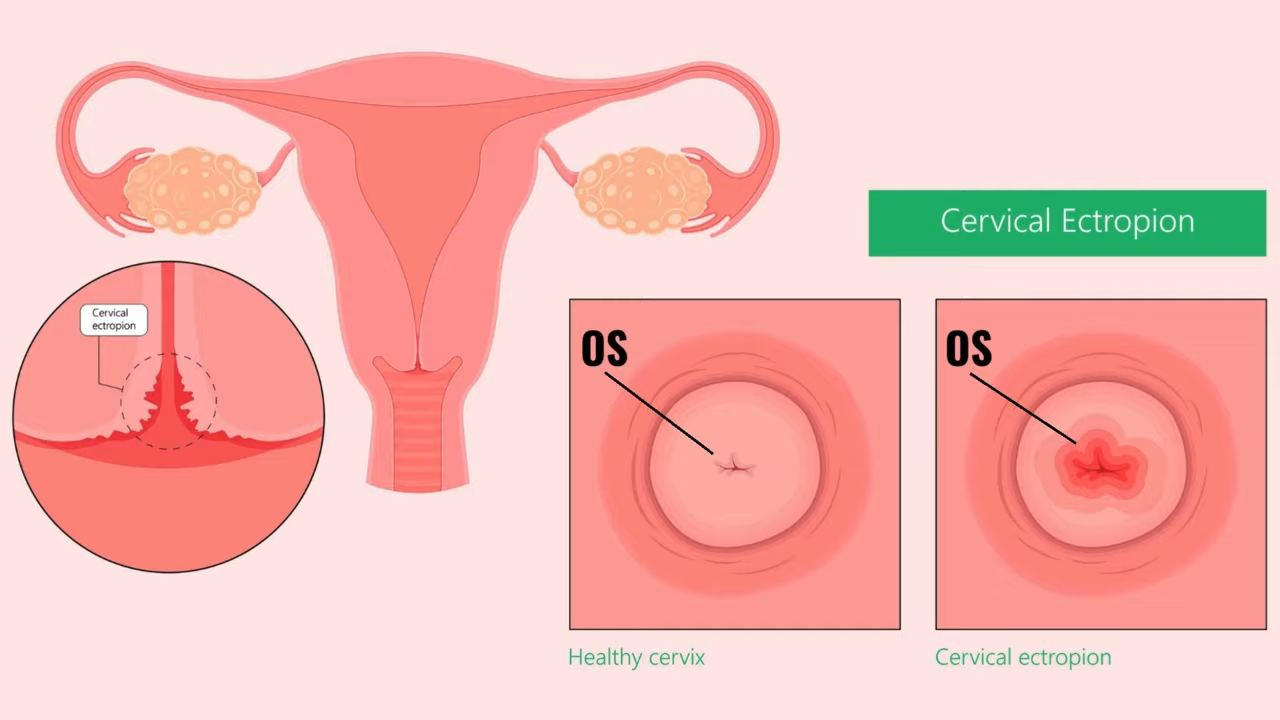 Cervical Ectropion
Cervical
ectropion
OS
OS
Healthy cervix
Cervical ectropion